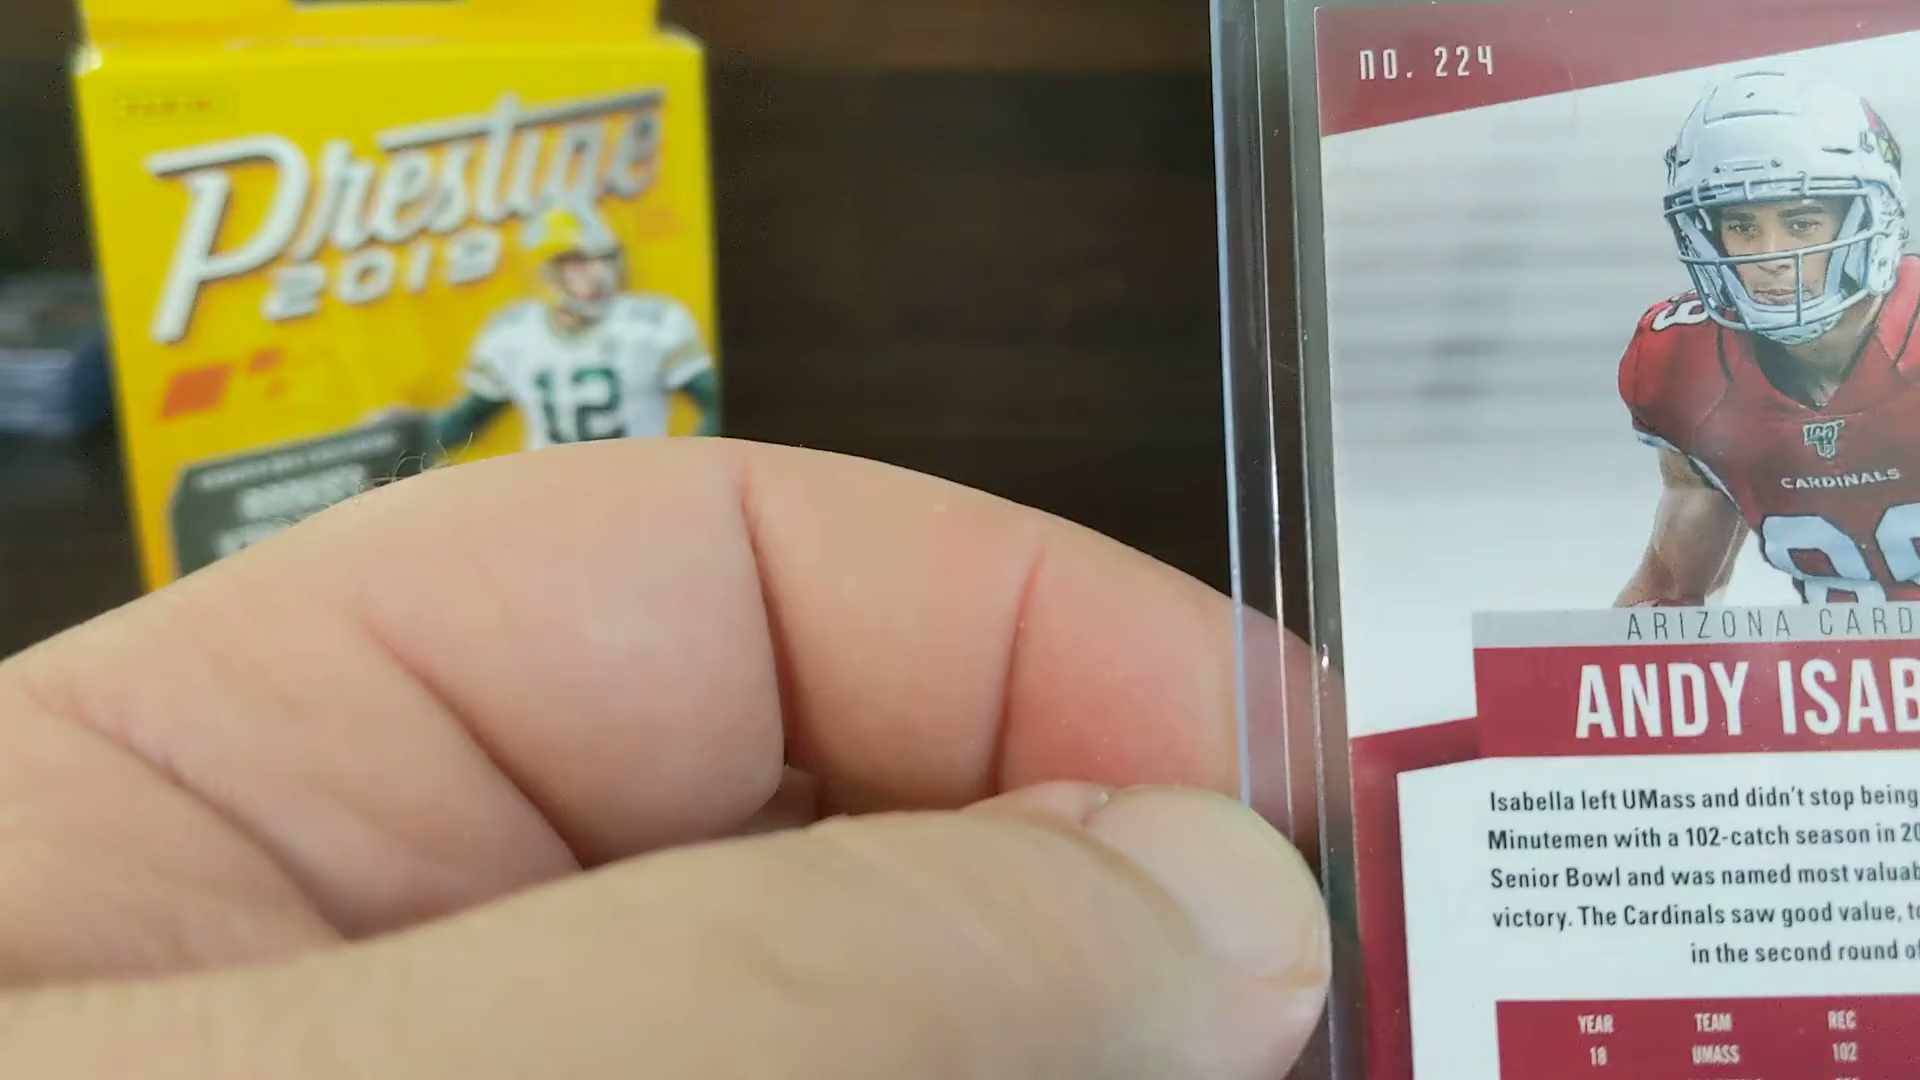 PANINI
Prestige
2019
12
no. 224
CARDINALS
ARIZONA CARD
ANDY ISAB
Isabella left UMass and didn't stop being
Minutemen with a 102-catch season in 20
Senior Bowl and was named most valuab
victory. The Cardinals saw good value, to
in the second round of
YEAR TEAM REC
18 UMASS 102